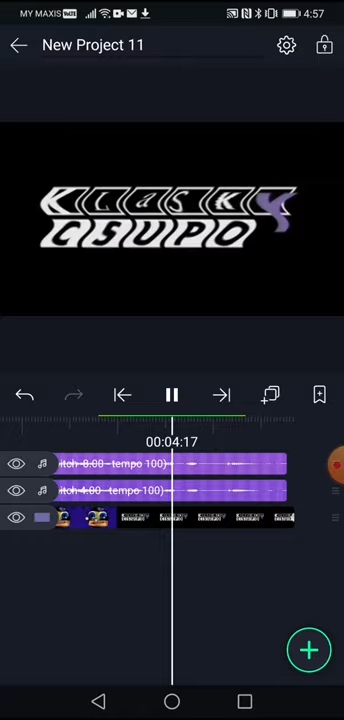 MY MAXIS VoLTE 4:57
New Project 11
KLASKY
CSUPO
00:04:17
itch -8.00 - tempo 100)
itch 4:00 - tempo 100)